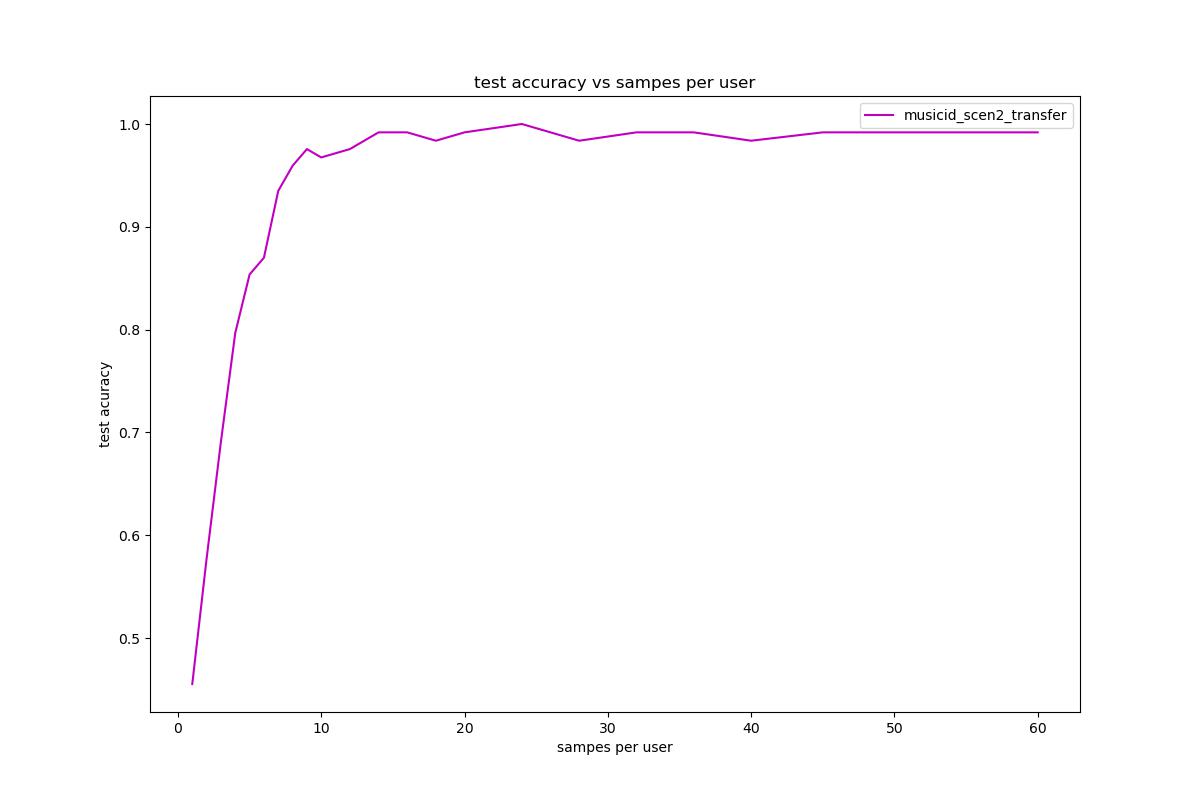 test accuracy vs sampes per user
musicid_scen2_transfer
1.0
0.9
0.8
0.7
0.6
0.5
test acuracy
0 10 20 30 40 50 60
sampes per user